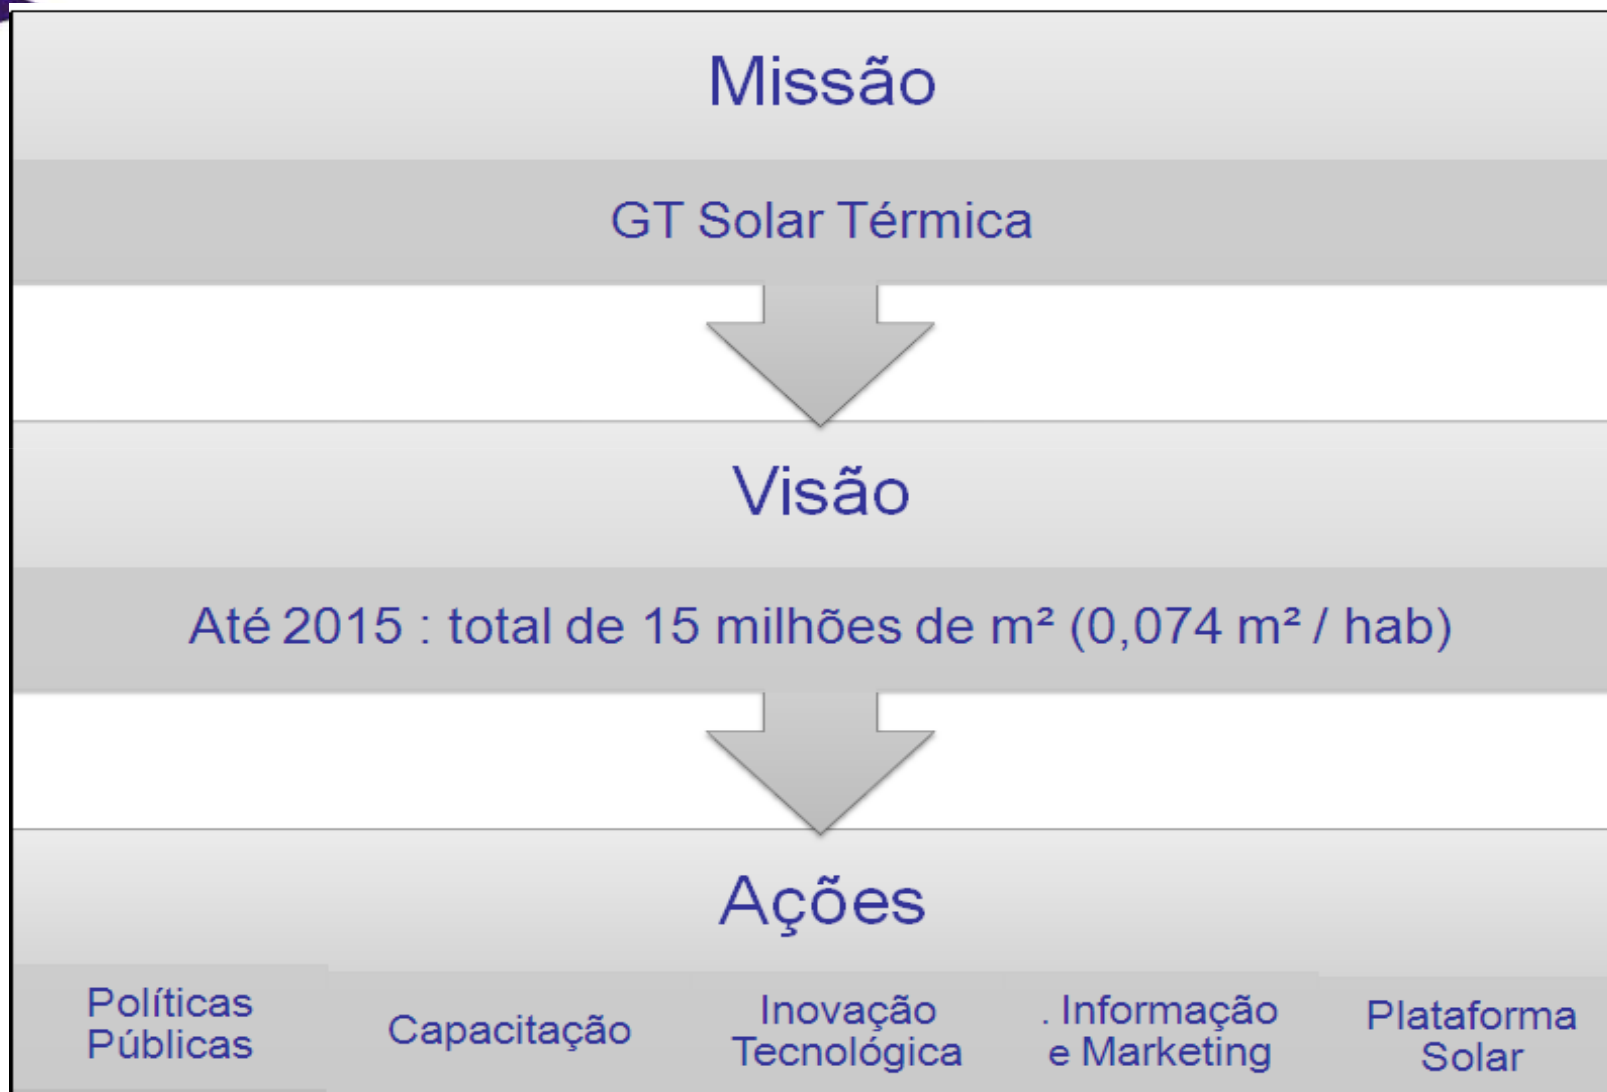 Missão
GT Solar Térmica
Visão
Até 2015 : total de 15 milhões de m² (0,074 m² / hab)
Ações
Políticas
Públicas
Capacitação
Inovação
Tecnológica
. Informação
e Marketing
Plataforma
Solar